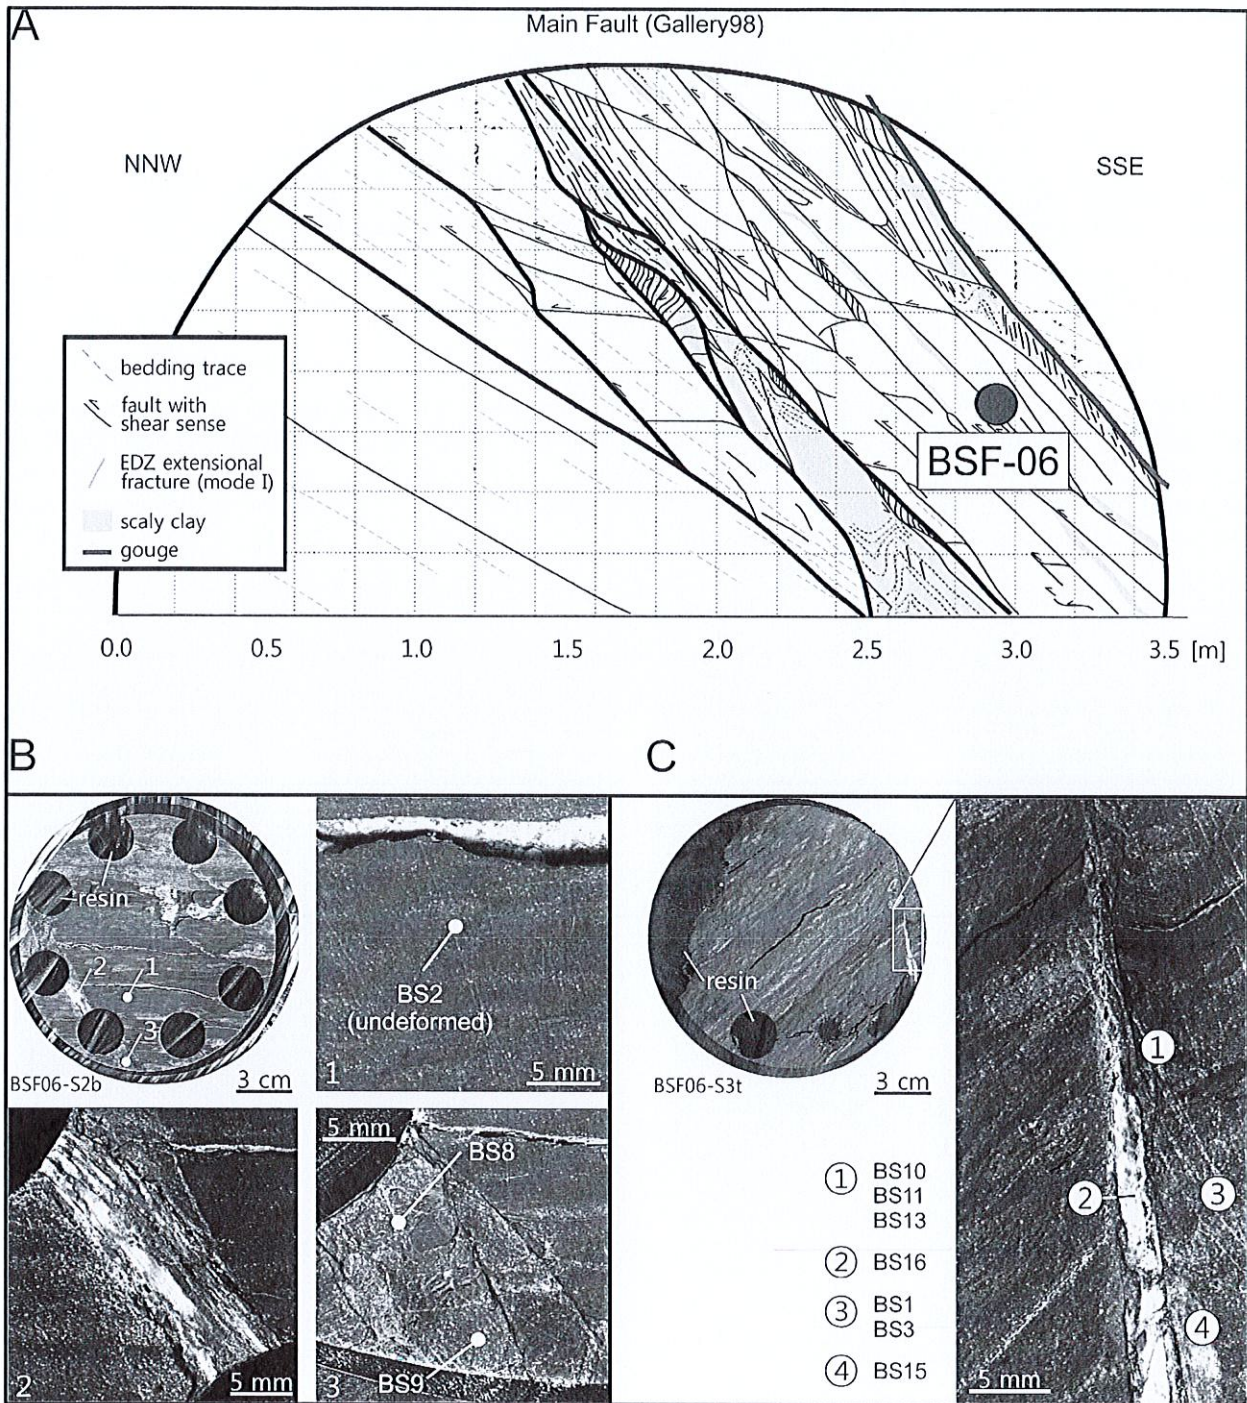 A
Main Fault (Gallery98)
NNW
SSE
bedding trace
fault with
shear sense
EDZ extensional
fracture (mode I)
scaly clay
gouge
BSF-06
0.0
0.5
1.0
1.5
2.0
2.5
3.0
3.5 [m]
B
resin
2
1
3
BSF06-S2b
3 cm
BS2
(undeformed)
1
5 mm
2
5 mm
5 mm
BS8
BS9
3
C
resin
BSF06-S3t
3 cm
1 BS10
BS11
BS13
2 BS16
3 BS1
BS3
4 BS15
1
2
3
4
5 mm